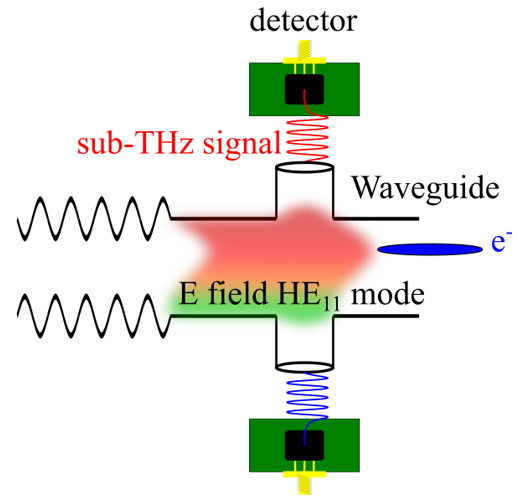 detector
sub-THz signal
Waveguide
e⁻
E field HE₁₁ mode